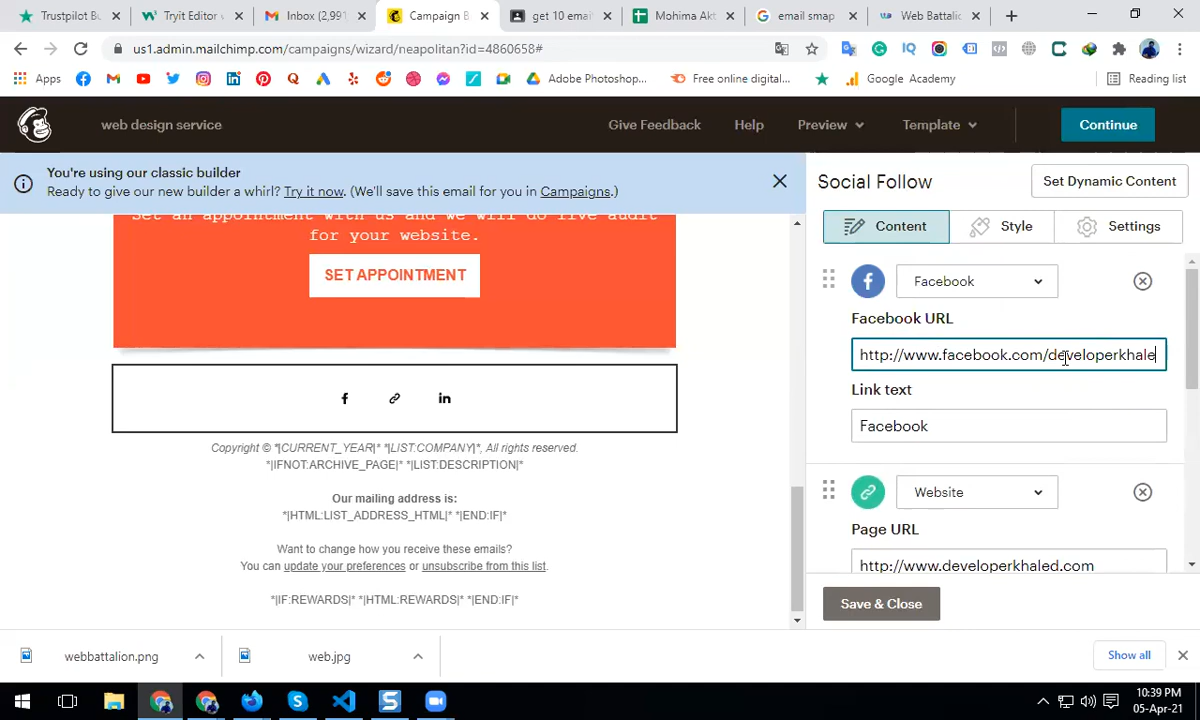 Trustpilot Bu
Tryit Editor v
Inbox (2,991
Campaign B
get 10 email
Mohima Akt
email smap
Web Battalic
us1.admin.mailchimp.com/campaigns/wizard/neapolitan?id=4860658#
Apps
Adobe Photoshop...
Free online digital...
Google Academy
Reading list
web design service
Give Feedback
Help
Preview
Template
Continue
You're using our classic builder
Ready to give our new builder a whirl? Try it now. (We'll save this email for you in Campaigns.)
Set an appointment with us and we will do live audit
for your website.
SET APPOINTMENT
Copyright © *|CURRENT_YEAR|* *|LIST:COMPANY|*, All rights reserved.
*|IFNOT:ARCHIVE_PAGE|* *|LIST:DESCRIPTION|*
Our mailing address is:
*|HTML:LIST_ADDRESS_HTML|* *|END:IF|*
Want to change how you receive these emails?
You can update your preferences or unsubscribe from this list.
*|IF:REWARDS|* *|HTML:REWARDS|* *|END:IF|*
Social Follow
Set Dynamic Content
Content
Style
Settings
Facebook
Facebook URL
http://www.facebook.com/developerkhale
Link text
Facebook
Website
Page URL
http://www.developerkhaled.com
Save & Close
webbattalion.png
web.jpg
Show all
10:39 PM
05-Apr-21